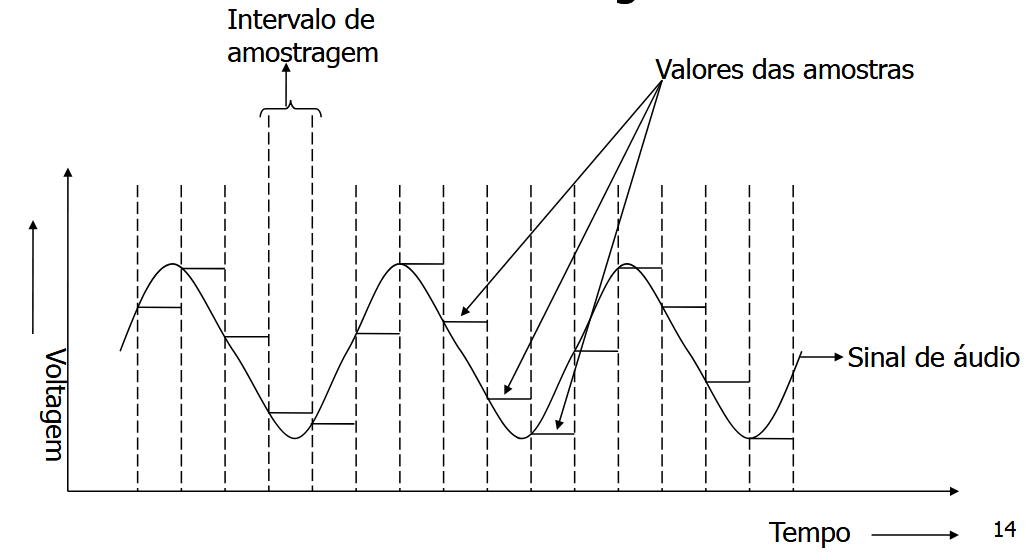 Intervalo de
amostragem
Valores das amostras
Voltagem
Sinal de áudio
Tempo
14